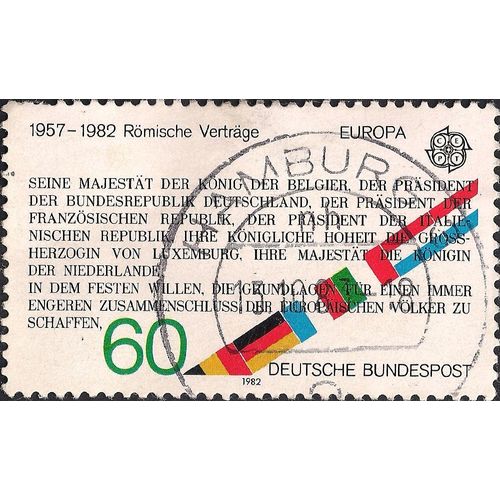 1957–1982 Römische Verträge EUROPA CEPT
HAMBURG
SEINE MAJESTÄT DER KÖNIG DER BELGIER, DER PRÄSIDENT
DER BUNDESREPUBLIK DEUTSCHLAND, DER PRÄSIDENT DER
FRANZÖSISCHEN REPUBLIK, DER PRÄSIDENT DER ITALIE-
NISCHEN REPUBLIK, IHRE KÖNIGLICHE HOHEIT DIE GROSS-
HERZOGIN VON LUXEMBURG, IHRE MAJESTÄT DIE KÖNIGIN
DER NIEDERLANDE,
IN DEM FESTEN WILLEN, DIE GRUNDLAGEN FÜR EINEN IMMER
ENGEREN ZUSAMMENSCHLUSS DER EUROPÄISCHEN VÖLKER ZU
SCHAFFEN,
60
1982
DEUTSCHE BUNDESPOST